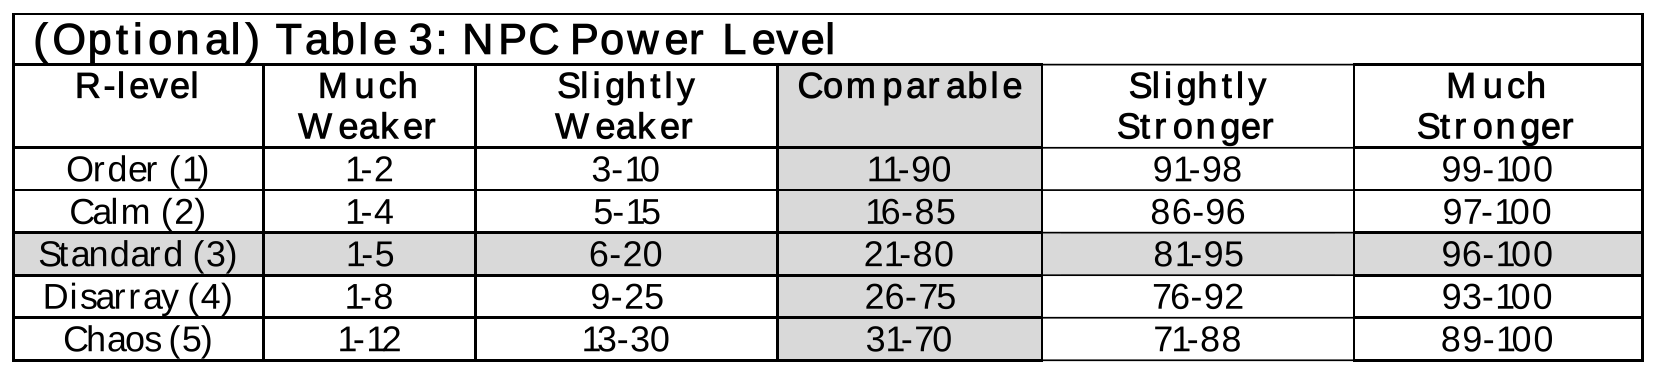 (Optional) Table 3: NPC Power Level
R-level Much Weaker Slightly Weaker Comparable Slightly Stronger Much Stronger
Order (1) 1-2 3-10 11-90 91-98 99-100
Calm (2) 1-4 5-15 16-85 86-96 97-100
Standard (3) 1-5 6-20 21-80 81-95 96-100
Disarray (4) 1-8 9-25 26-75 76-92 93-100
Chaos (5) 1-12 13-30 31-70 71-88 89-100